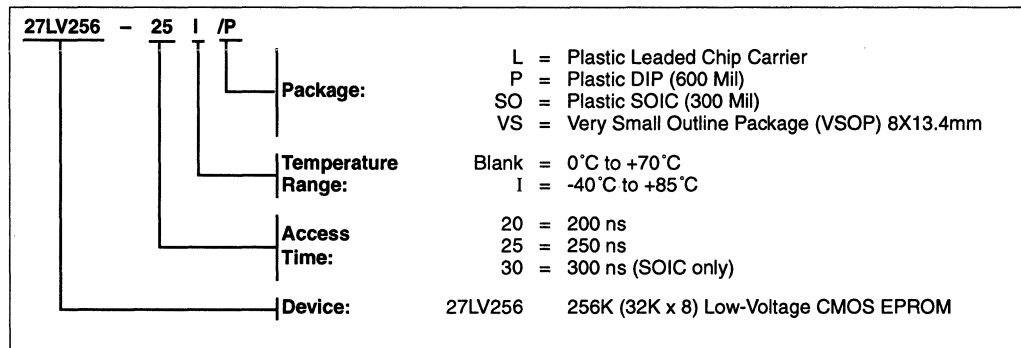 27LV256 – 25 I /P
Package:
L = Plastic Leaded Chip Carrier
P = Plastic DIP (600 Mil)
SO = Plastic SOIC (300 Mil)
VS = Very Small Outline Package (VSOP) 8X13.4mm
Temperature
Range:
Blank = 0°C to +70°C
I = -40°C to +85°C
Access
Time:
20 = 200 ns
25 = 250 ns
30 = 300 ns (SOIC only)
Device:
27LV256 256K (32K x 8) Low-Voltage CMOS EPROM